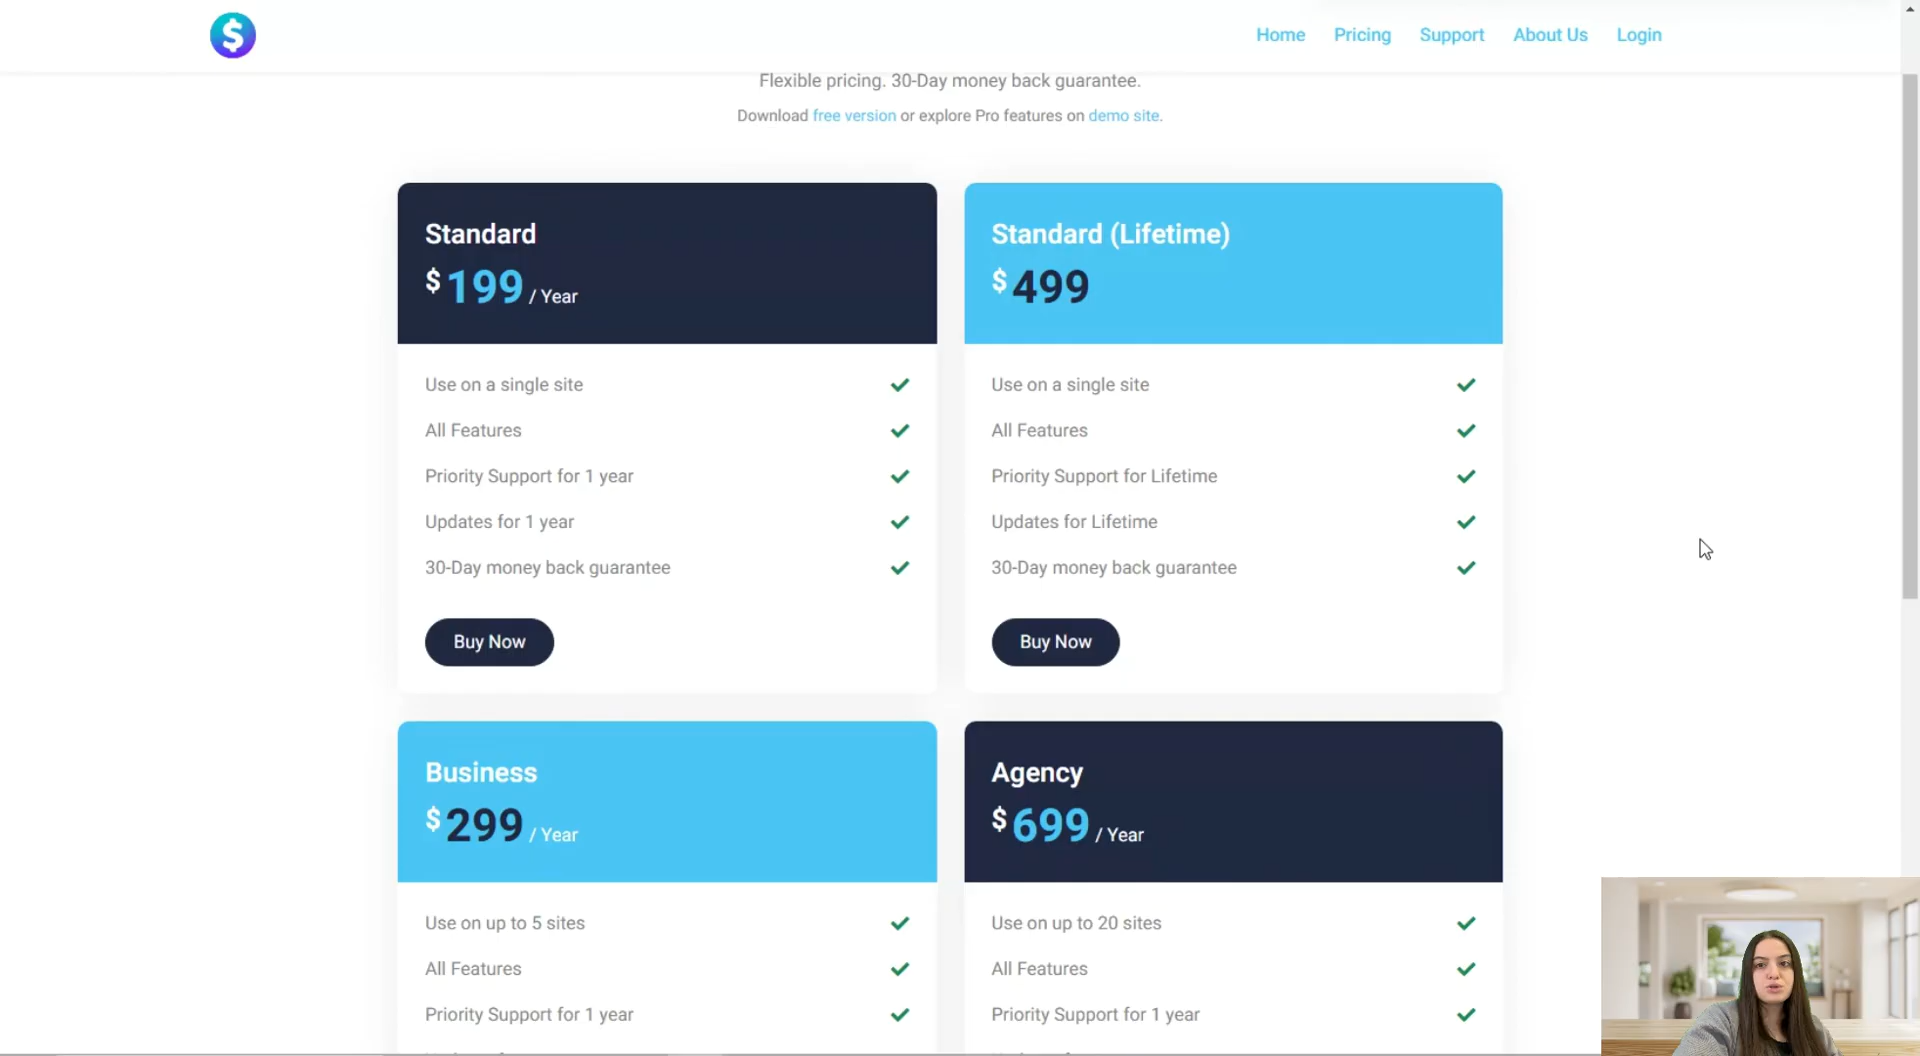 $
Home
Pricing
Support
About Us
Login
Flexible pricing. 30-Day money back guarantee.
Download free version or explore Pro features on demo site.
Standard
$199 / Year
Use on a single site
All Features
Priority Support for 1 year
Updates for 1 year
30-Day money back guarantee
Buy Now
Standard (Lifetime)
$499
Use on a single site
All Features
Priority Support for Lifetime
Updates for Lifetime
30-Day money back guarantee
Buy Now
Business
$299 / Year
Use on up to 5 sites
All Features
Priority Support for 1 year
Agency
$699 / Year
Use on up to 20 sites
All Features
Priority Support for 1 year